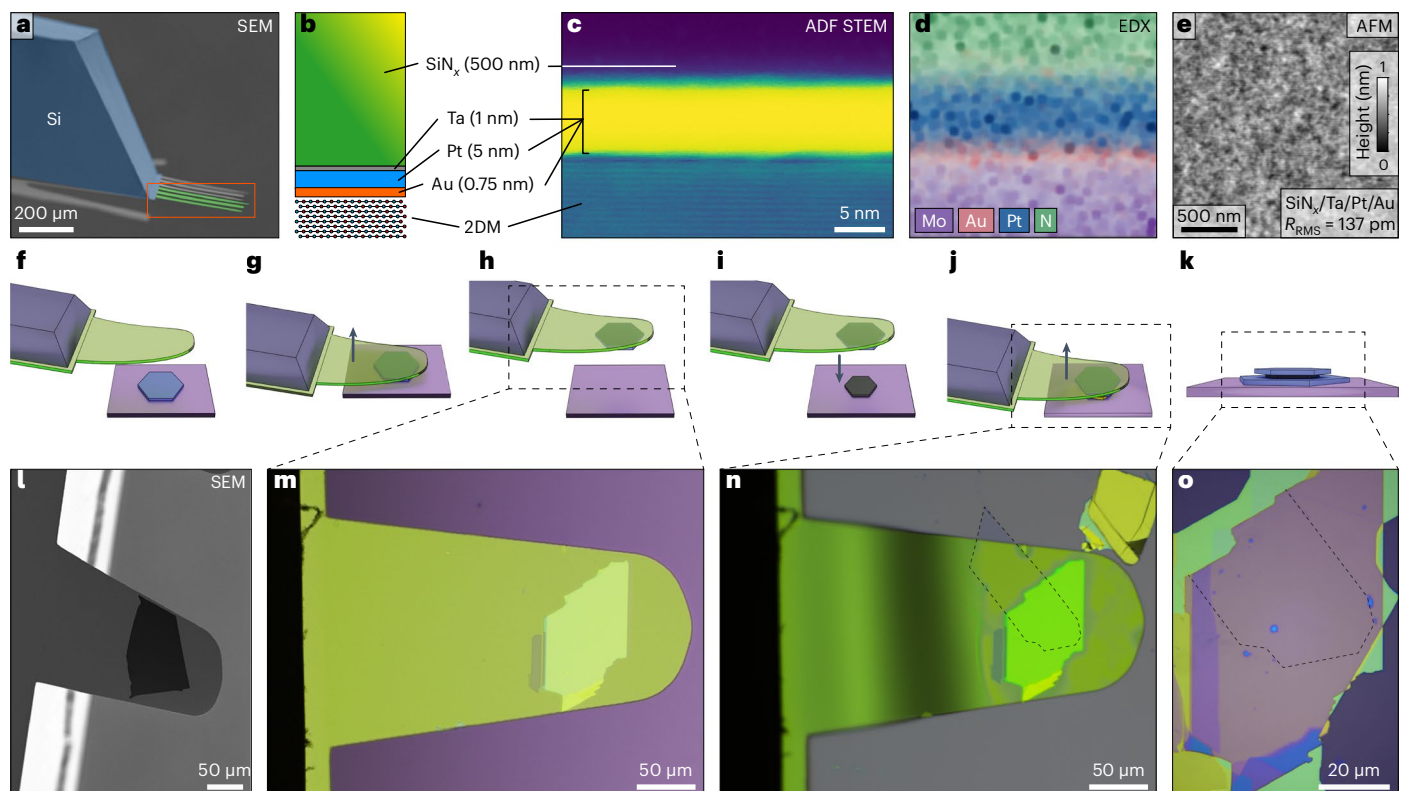 a
SEM
Si
200 µm
b
SiNx (500 nm)
Ta (1 nm)
Pt (5 nm)
Au (0.75 nm)
2DM
c
ADF STEM
5 nm
d
EDX
Mo
Au
Pt
N
e
AFM
Height (nm)
1
0
500 nm
SiNx/Ta/Pt/Au
RRMS = 137 pm
f
g
h
i
j
k
l
SEM
50 µm
m
50 µm
n
50 µm
o
20 µm